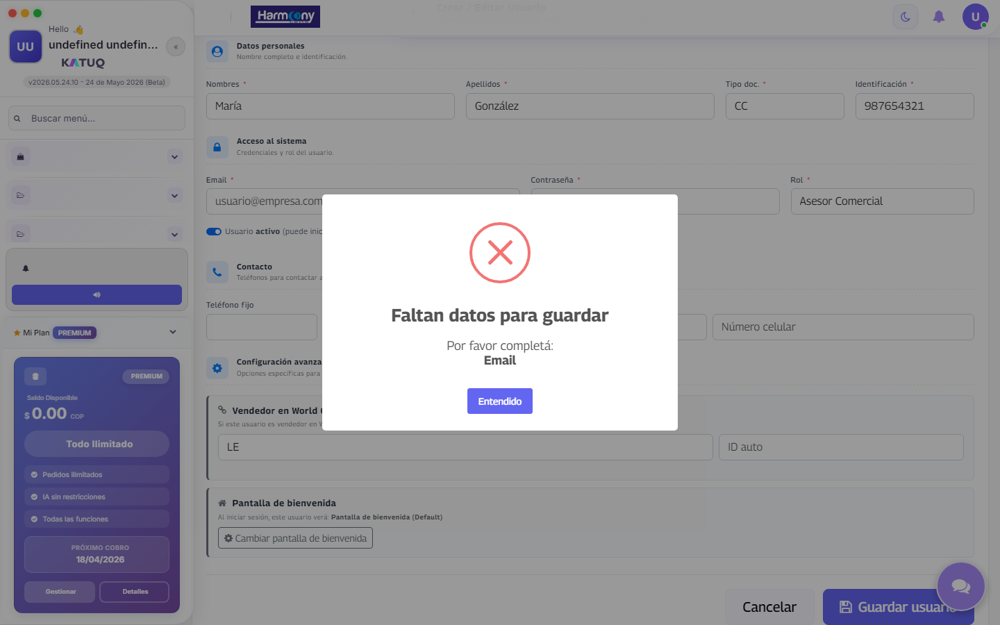 Hello 👋
UU
undefined undefin...
«
KATUQ
v2026.05.24.10 - 24 de Mayo 2026 (Beta)
Buscar menú...
Mi Plan PREMIUM
PREMIUM
Saldo Disponible
$ 0.00 COP
Todo Ilimitado
Pedidos ilimitados
IA sin restricciones
Todas las funciones
PRÓXIMO COBRO
18/04/2026
Gestionar
Detalles
Harmony
Crear / Editar Usuario
U
Datos personales
Nombre completo e identificación.
Nombres *
Apellidos *
Tipo doc. *
Identificación *
María
González
CC
987654321
Acceso al sistema
Credenciales y rol del usuario.
Email *
Contraseña *
Rol *
usuario@empresa.com
Asesor Comercial
Usuario activo (puede inic
Contacto
Teléfonos para contactar a
Teléfono fijo
Número celular
Configuración avanza
Opciones específicas para
Vendedor en World
Si este usuario es vendedor en W
LE
ID auto
Pantalla de bienvenida
Al iniciar sesión, este usuario verá: Pantalla de bienvenida (Default)
Cambiar pantalla de bienvenida
Cancelar
Guardar usuario
Faltan datos para guardar
Por favor completá:
Email
Entendido